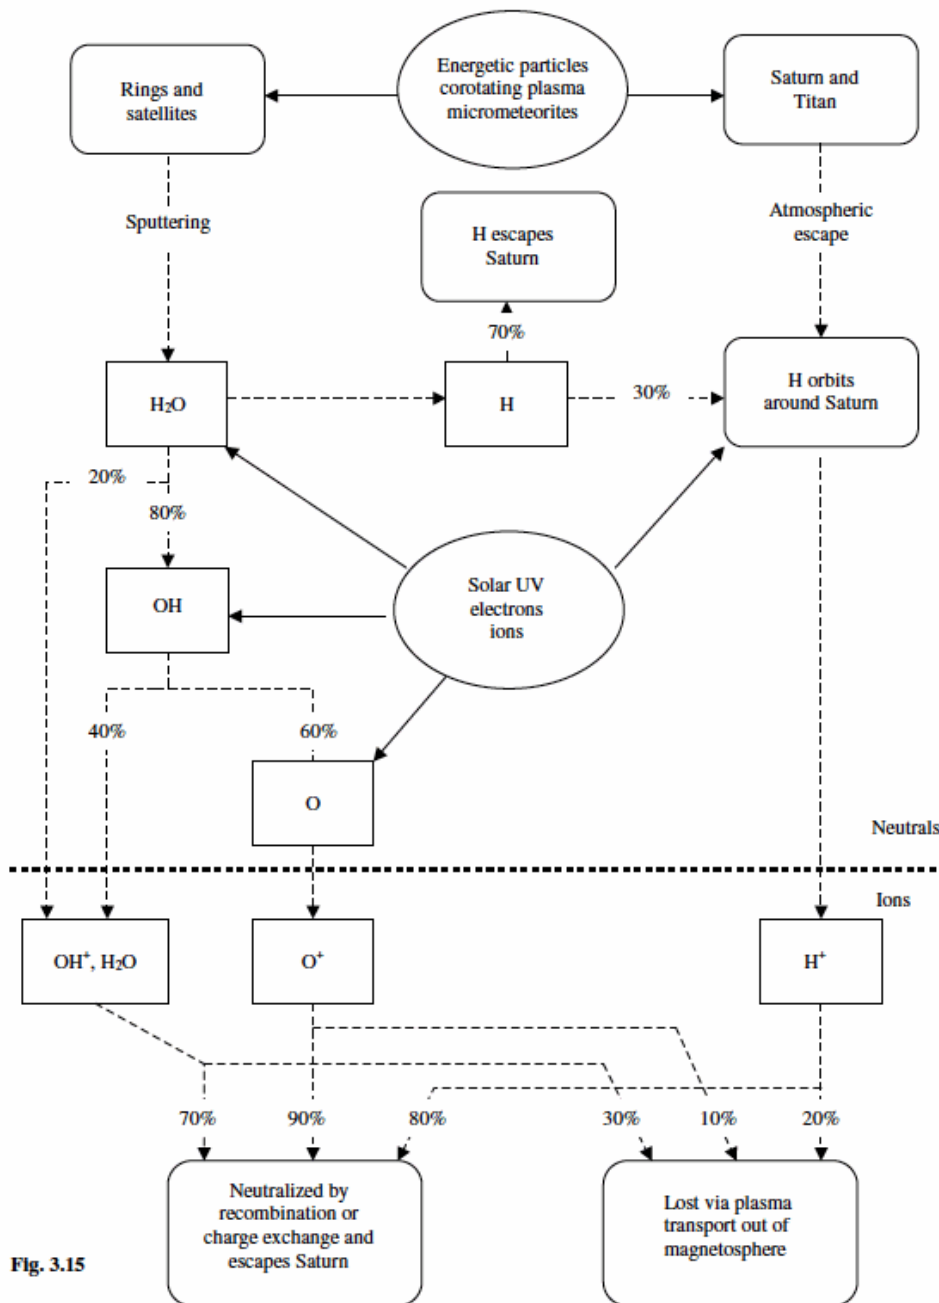 Energetic particles
corotating plasma
micrometeorites
Rings and
satellites
Saturn and
Titan
Sputtering
H escapes
Saturn
Atmospheric
escape
70%
H₂O
H
30%
H orbits
around Saturn
20%
80%
OH
Solar UV
electrons
ions
40%
60%
O
Neutrals
Ions
OH⁺, H₂O
O⁺
H⁺
70%
90%
80%
30%
10%
20%
Neutralized by
recombination or
charge exchange and
escapes Saturn
Lost via plasma
transport out of
magnetosphere
Fig. 3.15